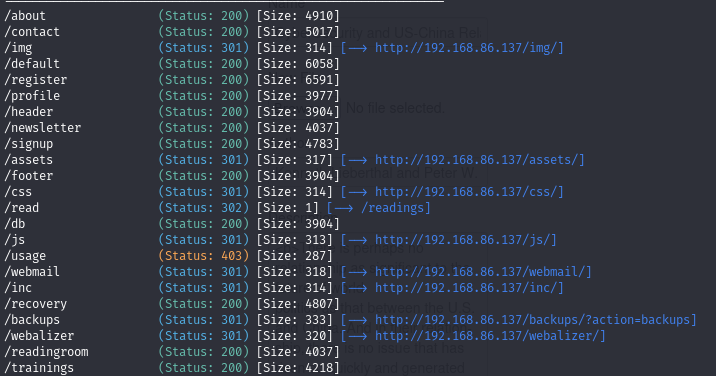 /about (Status: 200) [Size: 4910]
/contact (Status: 200) [Size: 5017]
/img (Status: 301) [Size: 314] [--> http://192.168.86.137/img/]
/default (Status: 200) [Size: 6058]
/register (Status: 200) [Size: 6591]
/profile (Status: 200) [Size: 3977]
/header (Status: 200) [Size: 3904]
/newsletter (Status: 200) [Size: 4037]
/signup (Status: 200) [Size: 4783]
/assets (Status: 301) [Size: 317] [--> http://192.168.86.137/assets/]
/footer (Status: 200) [Size: 3904]
/css (Status: 301) [Size: 314] [--> http://192.168.86.137/css/]
/read (Status: 302) [Size: 1] [--> /readings]
/db (Status: 200) [Size: 3904]
/js (Status: 301) [Size: 313] [--> http://192.168.86.137/js/]
/usage (Status: 403) [Size: 287]
/webmail (Status: 301) [Size: 318] [--> http://192.168.86.137/webmail/]
/inc (Status: 301) [Size: 314] [--> http://192.168.86.137/inc/]
/recovery (Status: 200) [Size: 4807]
/backups (Status: 301) [Size: 333] [--> http://192.168.86.137/backups/?action=backups]
/webalizer (Status: 301) [Size: 320] [--> http://192.168.86.137/webalizer/]
/readingroom (Status: 200) [Size: 4037]
/trainings (Status: 200) [Size: 4218]
No file selected